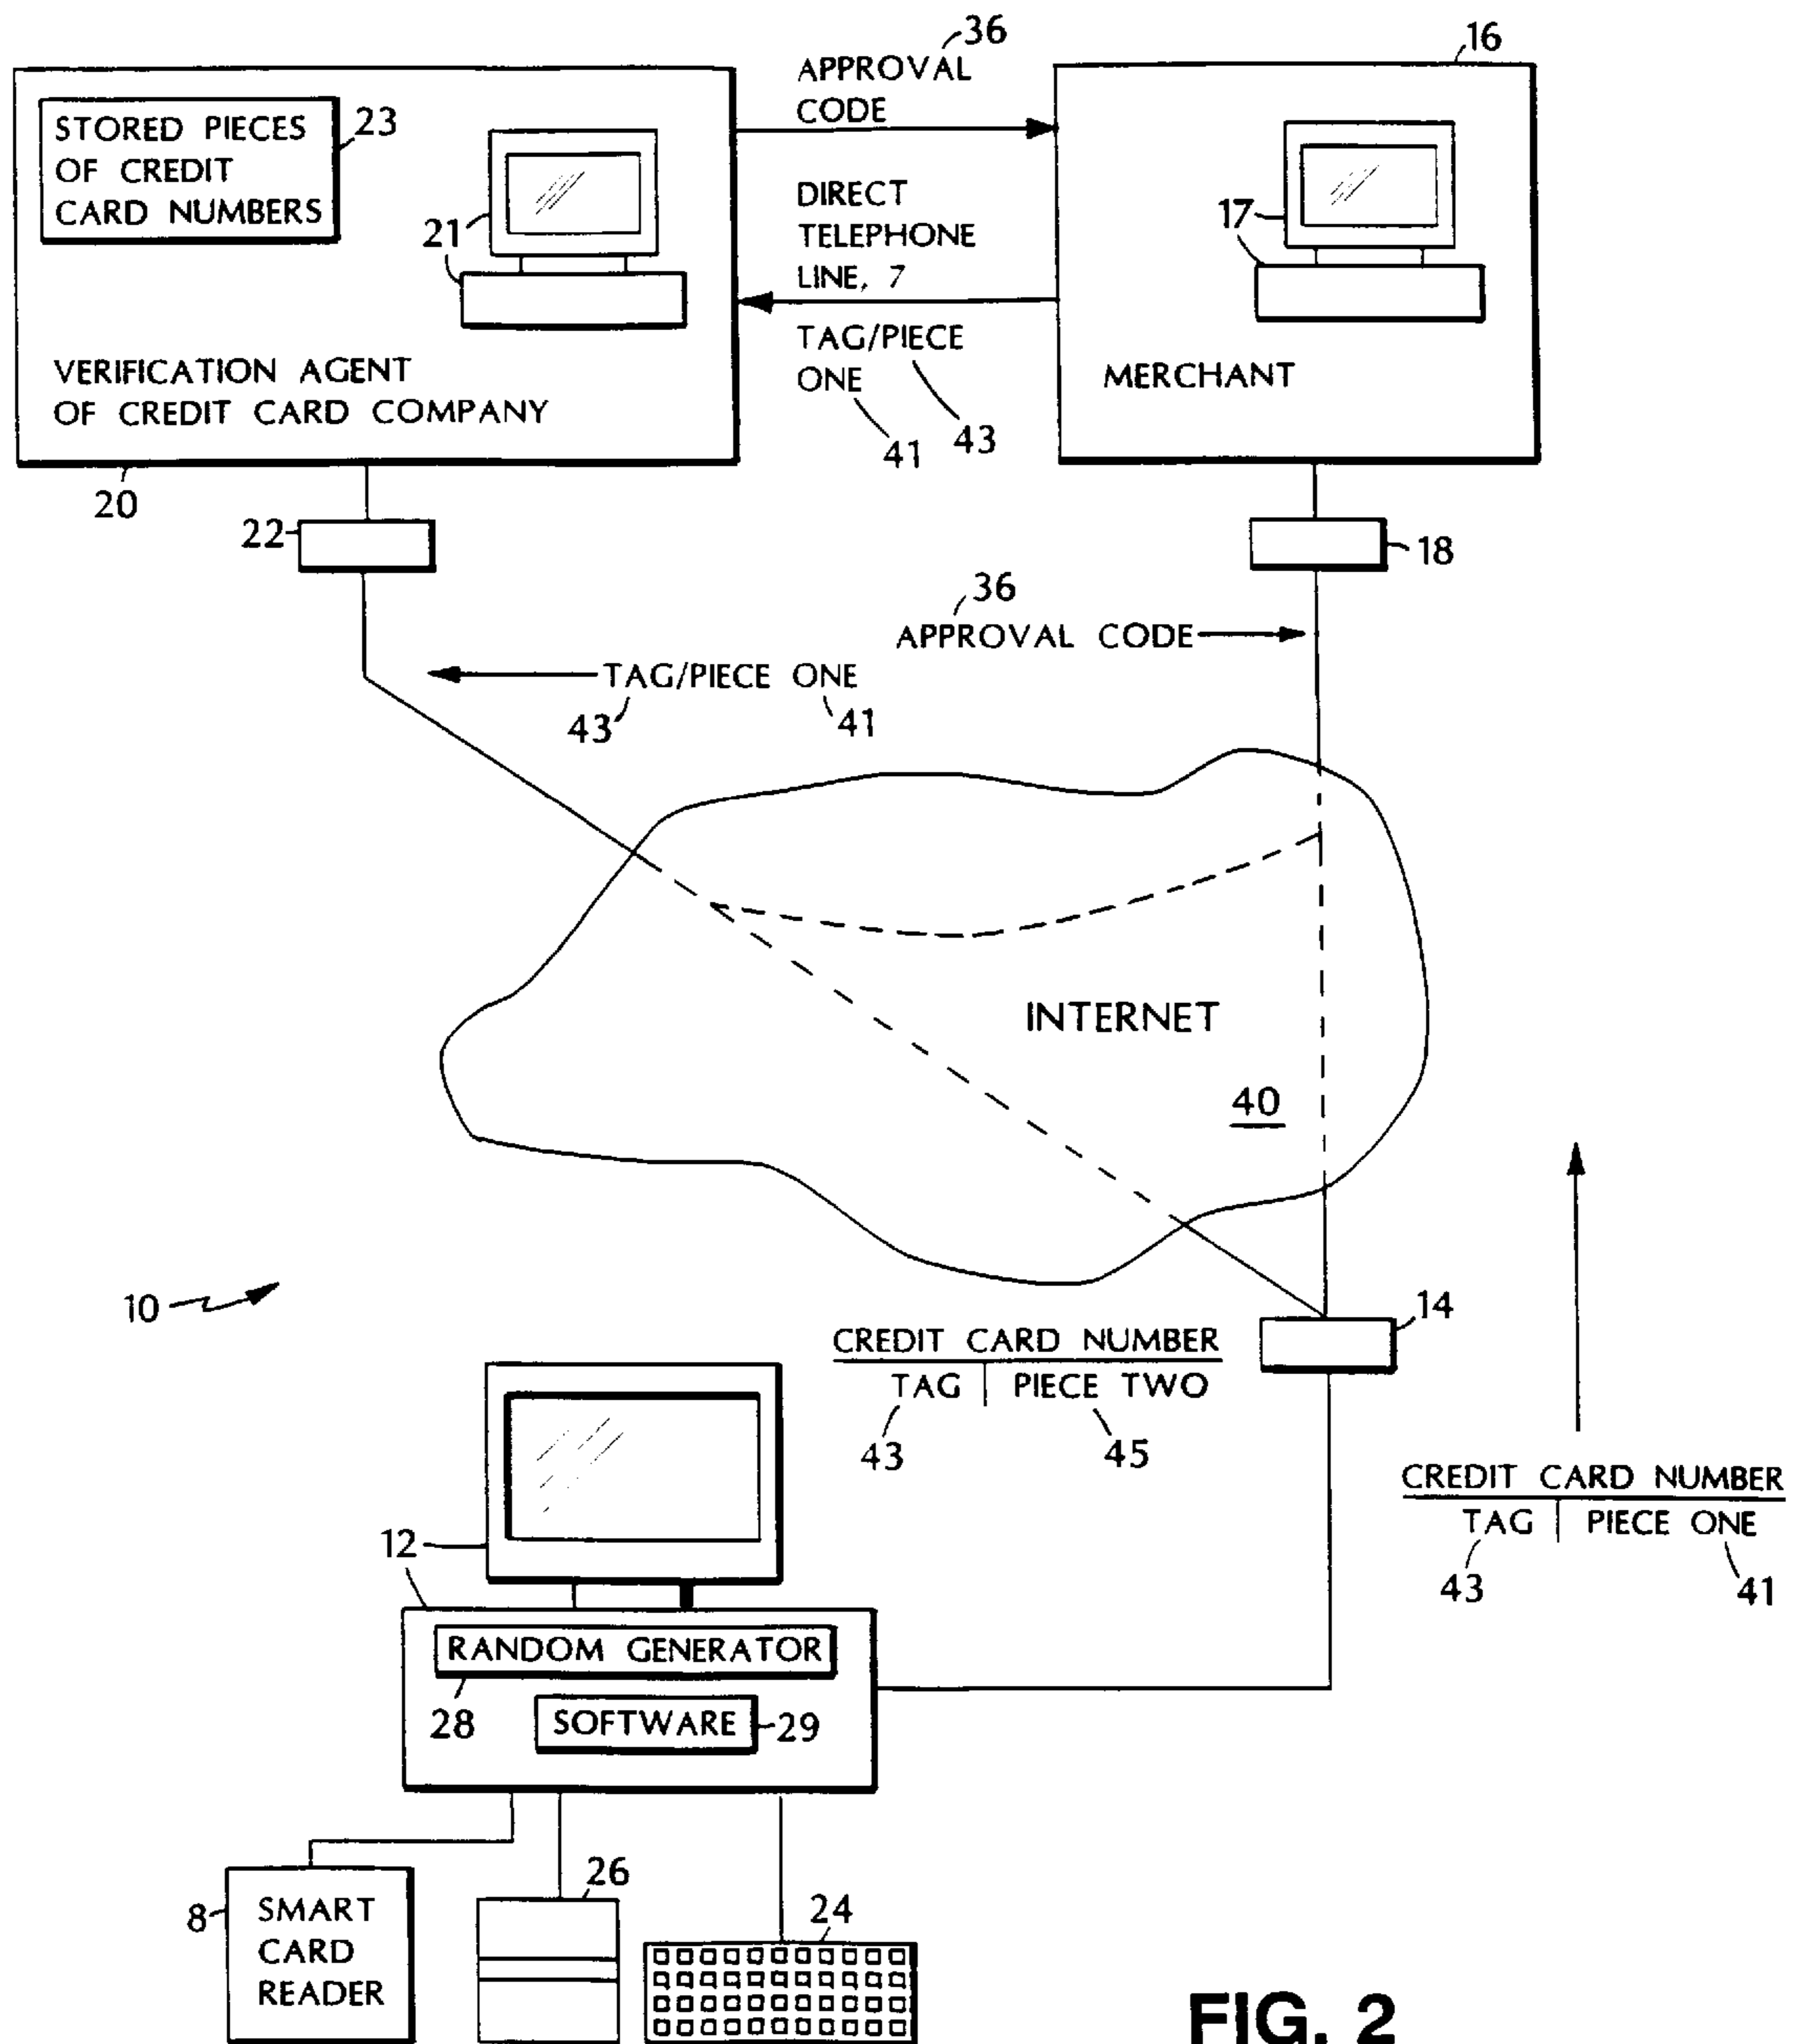 36
16
APPROVAL
CODE
STORED PIECES
OF CREDIT
CARD NUMBERS
23
21
DIRECT
TELEPHONE
LINE, 7
17
TAG/PIECE
ONE
41
43
VERIFICATION AGENT
OF CREDIT CARD COMPANY
MERCHANT
20
22
18
36
APPROVAL CODE
TAG/PIECE ONE
43
41
INTERNET
40
10
14
CREDIT CARD NUMBER
TAG | PIECE TWO
43
45
CREDIT CARD NUMBER
TAG | PIECE ONE
43
41
12
RANDOM GENERATOR
28
SOFTWARE
29
8
SMART
CARD
READER
26
24
FIG. 2